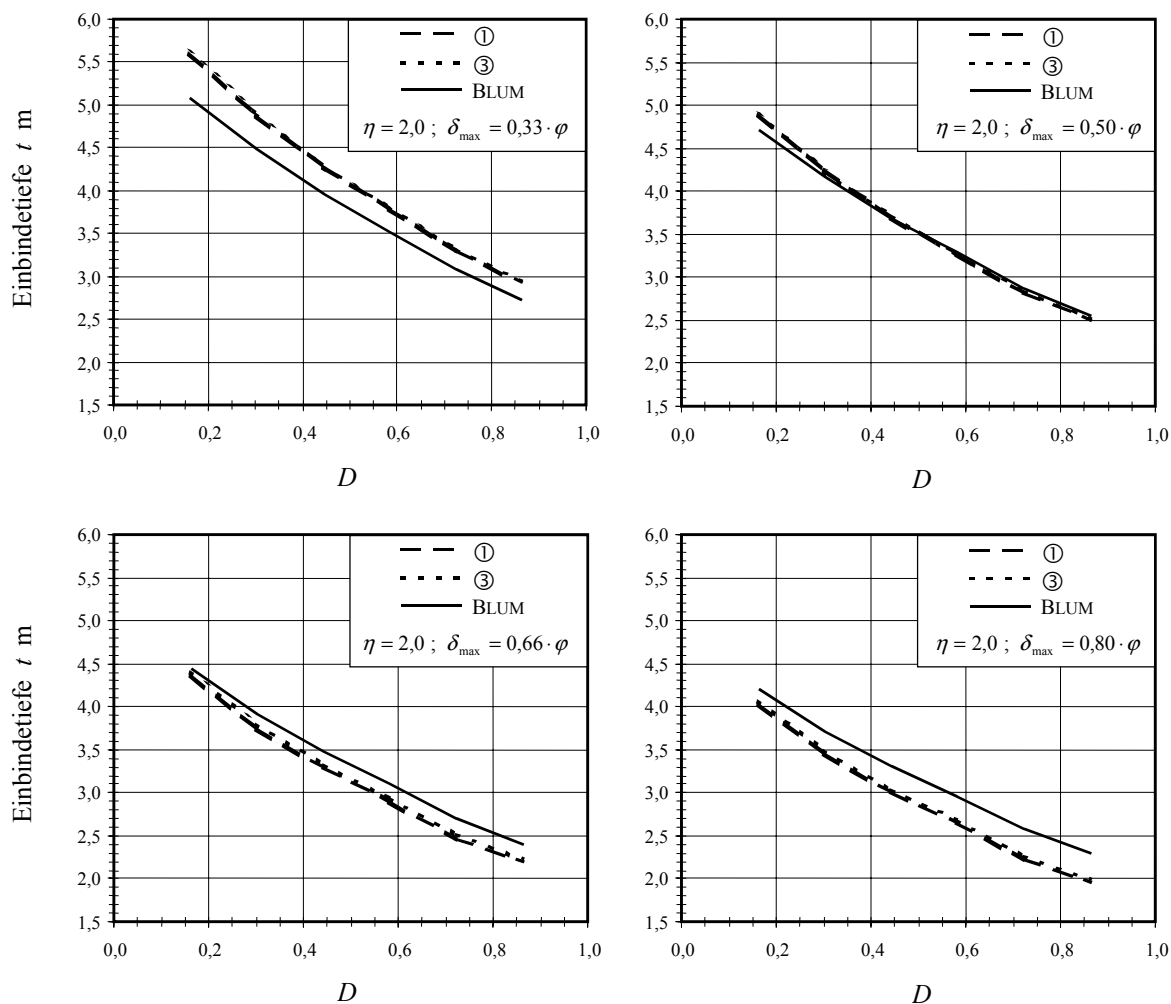 6,0
5,5
5,0
4,5
4,0
3,5
3,0
2,5
2,0
1,5
0,0 0,2 0,4 0,6 0,8 1,0
D
Einbindetiefe t m
①
③
BLUM
η = 2,0 ; δmax = 0,33 · φ
6,0
5,5
5,0
4,5
4,0
3,5
3,0
2,5
2,0
1,5
0,0 0,2 0,4 0,6 0,8 1,0
D
①
③
BLUM
η = 2,0 ; δmax = 0,50 · φ
6,0
5,5
5,0
4,5
4,0
3,5
3,0
2,5
2,0
1,5
0,0 0,2 0,4 0,6 0,8 1,0
D
Einbindetiefe t m
①
③
BLUM
η = 2,0 ; δmax = 0,66 · φ
6,0
5,5
5,0
4,5
4,0
3,5
3,0
2,5
2,0
1,5
0,0 0,2 0,4 0,6 0,8 1,0
D
①
③
BLUM
η = 2,0 ; δmax = 0,80 · φ